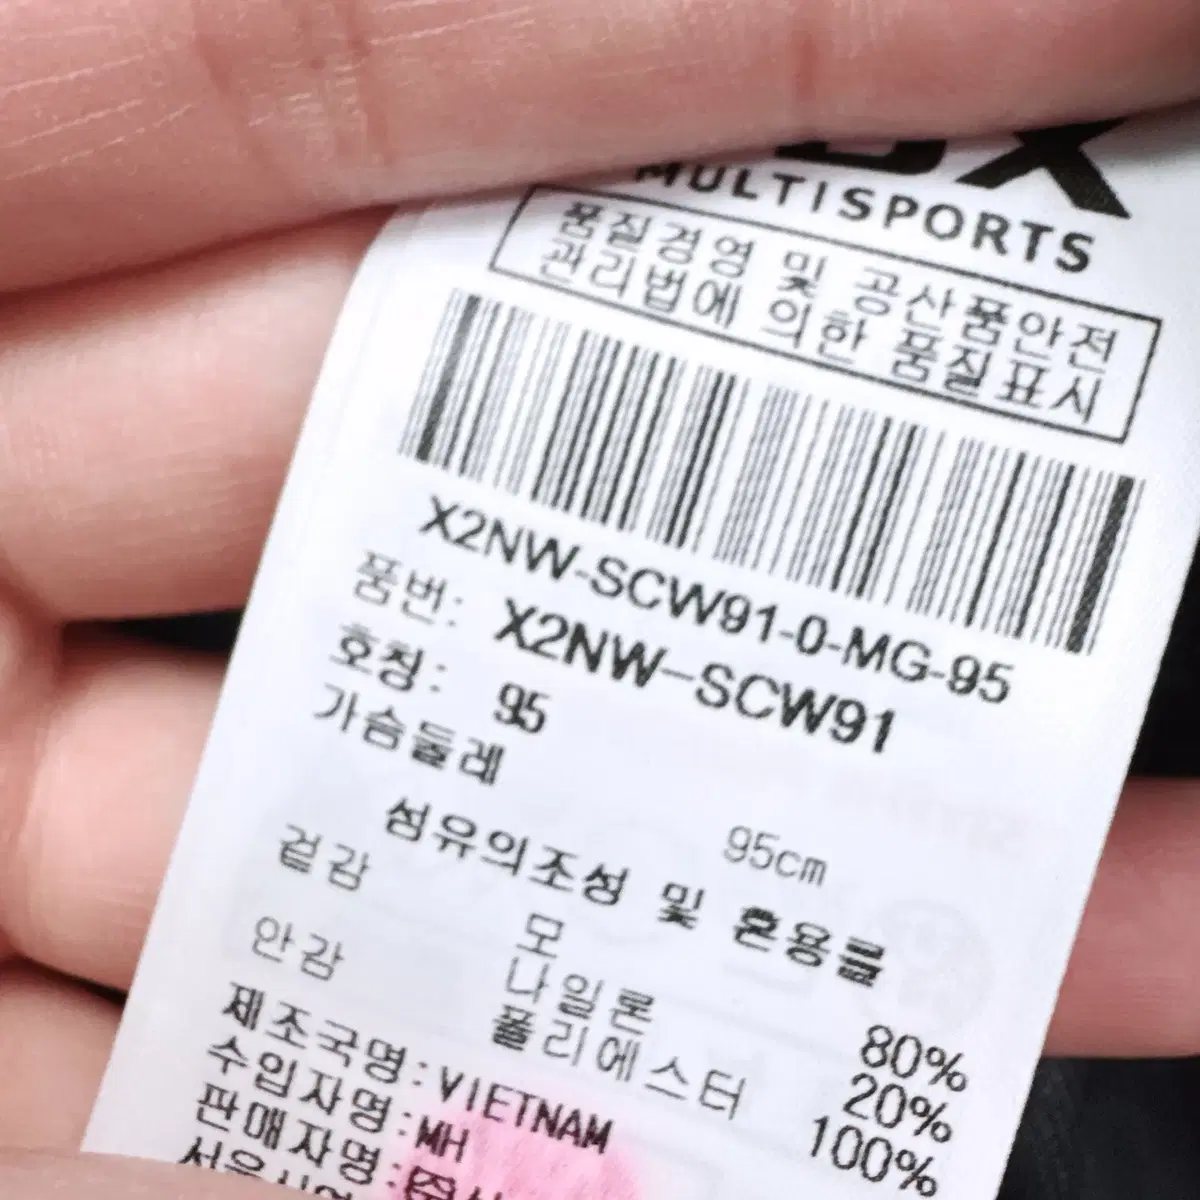 MULTISPORTS
품질경영 및 공산품안전
관리법에 의한 품질표시
X2NW-SCW91-0-MG-95
품번: X2NW-SCW91
호칭: 95
가슴둘레 95cm
섬유의조성 및 혼용률
겉감 모 80%
나일론 20%
안감 폴리에스터 100%
제조국명: VIETNAM
수입자명: MH
판매자명: